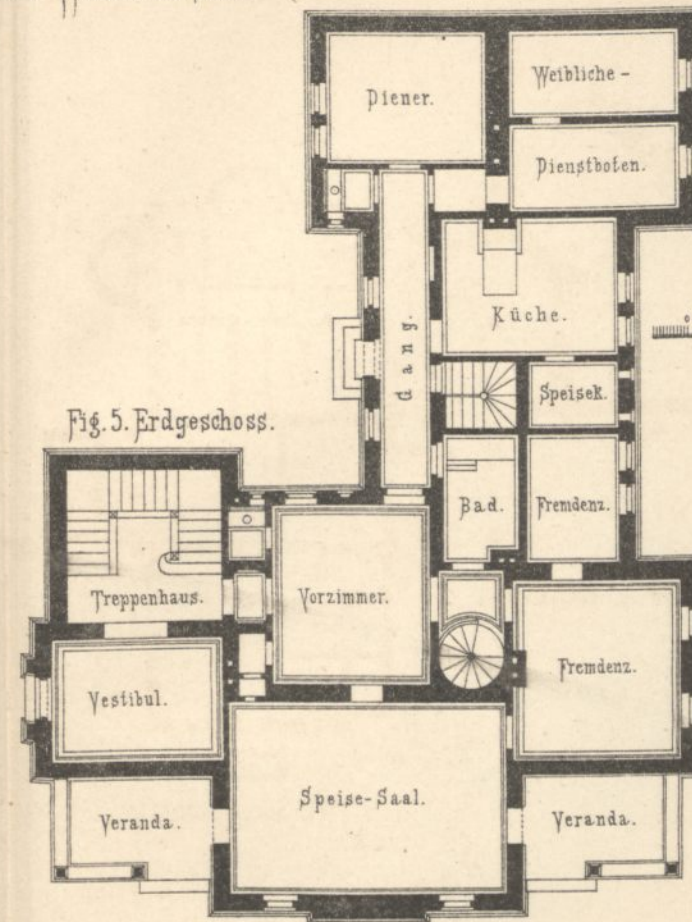 Diener.
Weibliche -
Dienstboten.
Küche.
Gang.
Speisek.
Fig. 5. Erdgeschoss.
Bad.
Fremdenz.
Treppenhaus.
Vorzimmer.
Vestibul.
Fremdenz.
Speise-Saal.
Veranda.
Veranda.